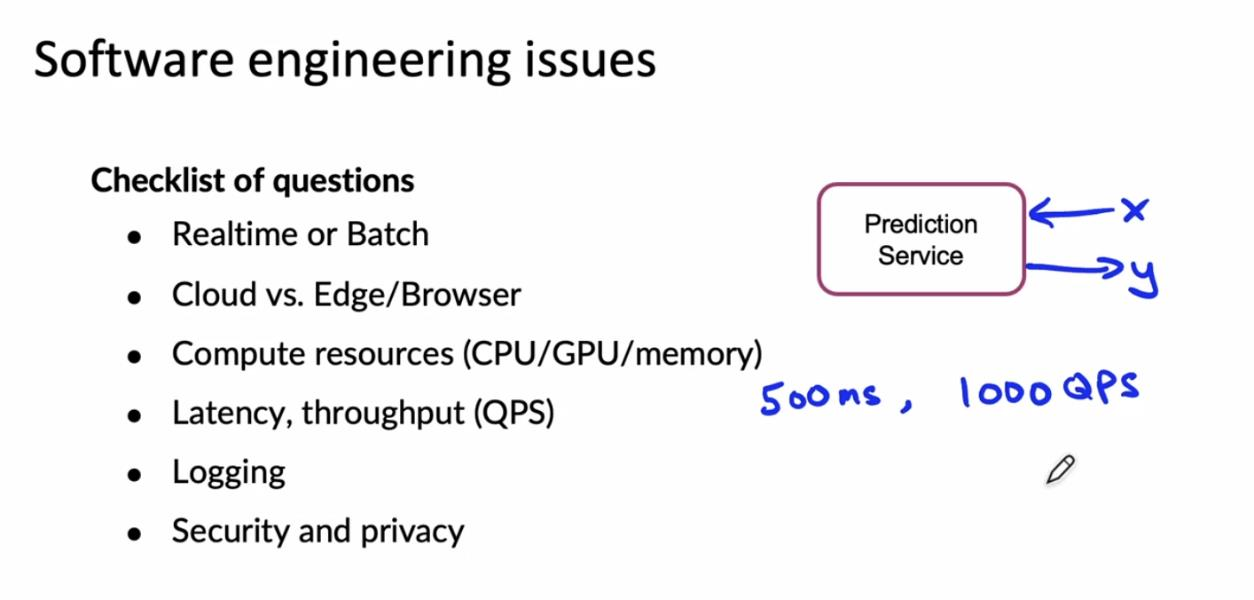 Software engineering issues
Checklist of questions
● Realtime or Batch
● Cloud vs. Edge/Browser
● Compute resources (CPU/GPU/memory)
● Latency, throughput (QPS)
● Logging
● Security and privacy
Prediction
Service
x
y
500ms, 1000 QPS